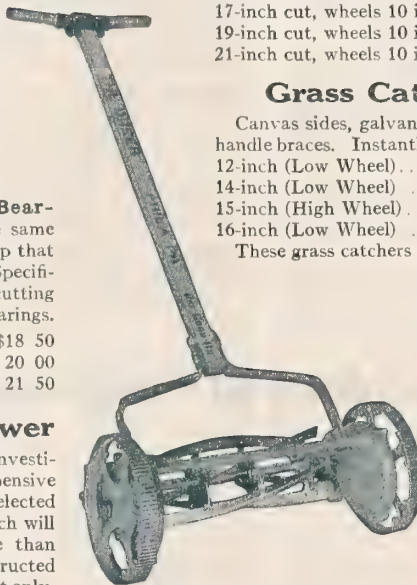 17-inch cut, wheels 10 i
19-inch cut, wheels 10 i
21-inch cut, wheels 10 i
Grass Cat
Canvas sides, galvan
handle braces. Instant
12-inch (Low Wheel)..
14-inch (Low Wheel) .
15-inch (High Wheel) .
16-inch (Low Wheel) .
These grass catchers
Bear-
same
p that
Specifi-
cutting
arings.
$18 50
20 00
21 50
wer
nvesti-
pensive
elected
ch will
than
ructed